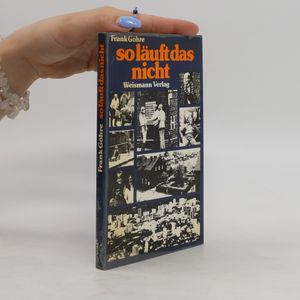 Frank Göhre
so läuft das
nicht
Weismann Verlag
Frank Göhre so läuft das nicht